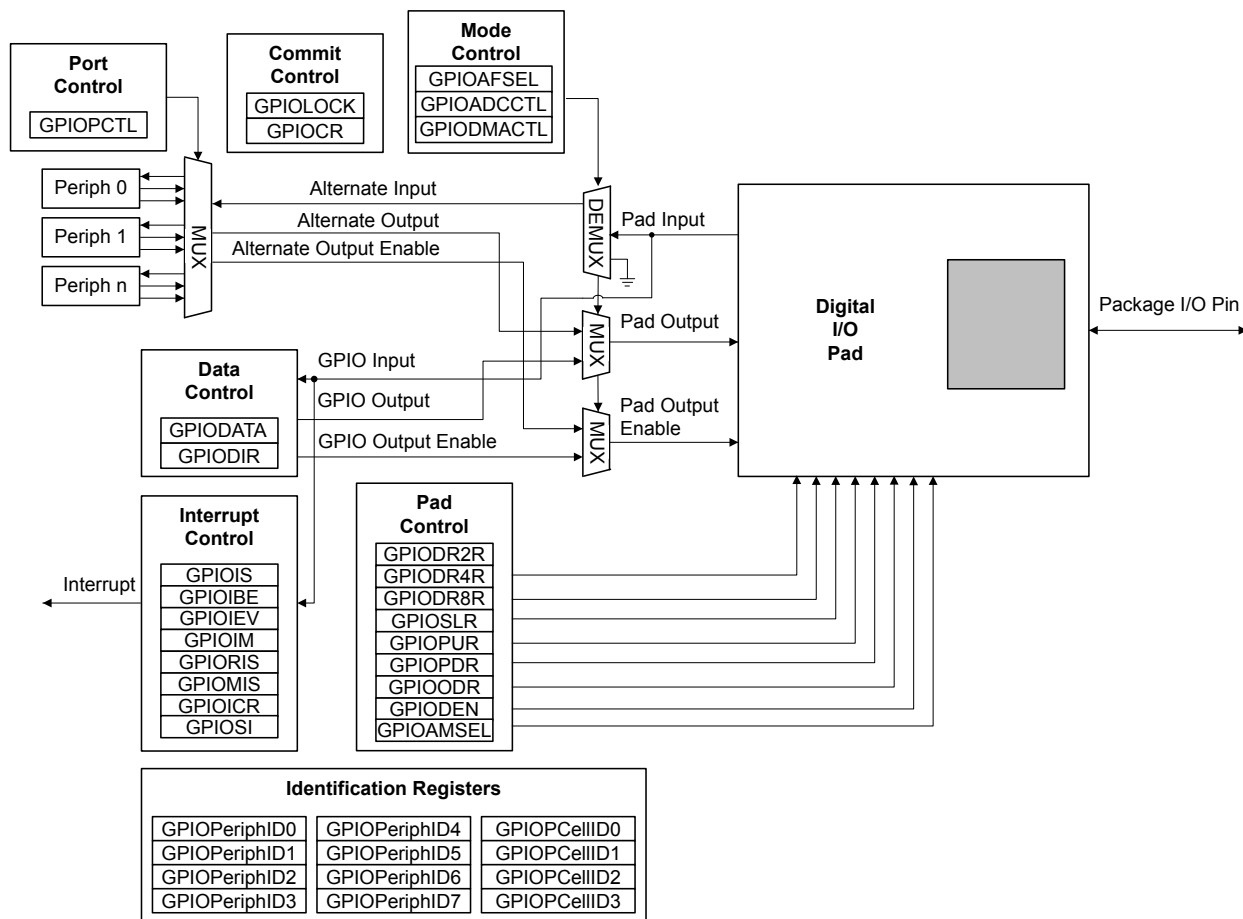 Port
Control
GPIOPCTL
Commit
Control
GPIOLOCK
GPIOCR
Mode
Control
GPIOAFSEL
GPIOADCCTL
GPIODMACTL
Periph 0
Periph 1
Periph n
MUX
Alternate Input
Alternate Output
Alternate Output Enable
DEMUX
Pad Input
MUX
Pad Output
MUX
Pad Output
Enable
Digital
I/O
Pad
Package I/O Pin
Data
Control
GPIODATA
GPIODIR
GPIO Input
GPIO Output
GPIO Output Enable
Interrupt
Control
GPIOIS
GPIOIBE
GPIOIEV
GPIOIM
GPIORIS
GPIOMIS
GPIOICR
GPIOSI
Interrupt
Pad
Control
GPIODR2R
GPIODR4R
GPIODR8R
GPIOSLR
GPIOPUR
GPIOPDR
GPIOODR
GPIODEN
GPIOAMSEL
Identification Registers
GPIOPeriphID0
GPIOPeriphID1
GPIOPeriphID2
GPIOPeriphID3
GPIOPeriphID4
GPIOPeriphID5
GPIOPeriphID6
GPIOPeriphID7
GPIOPCellID0
GPIOPCellID1
GPIOPCellID2
GPIOPCellID3